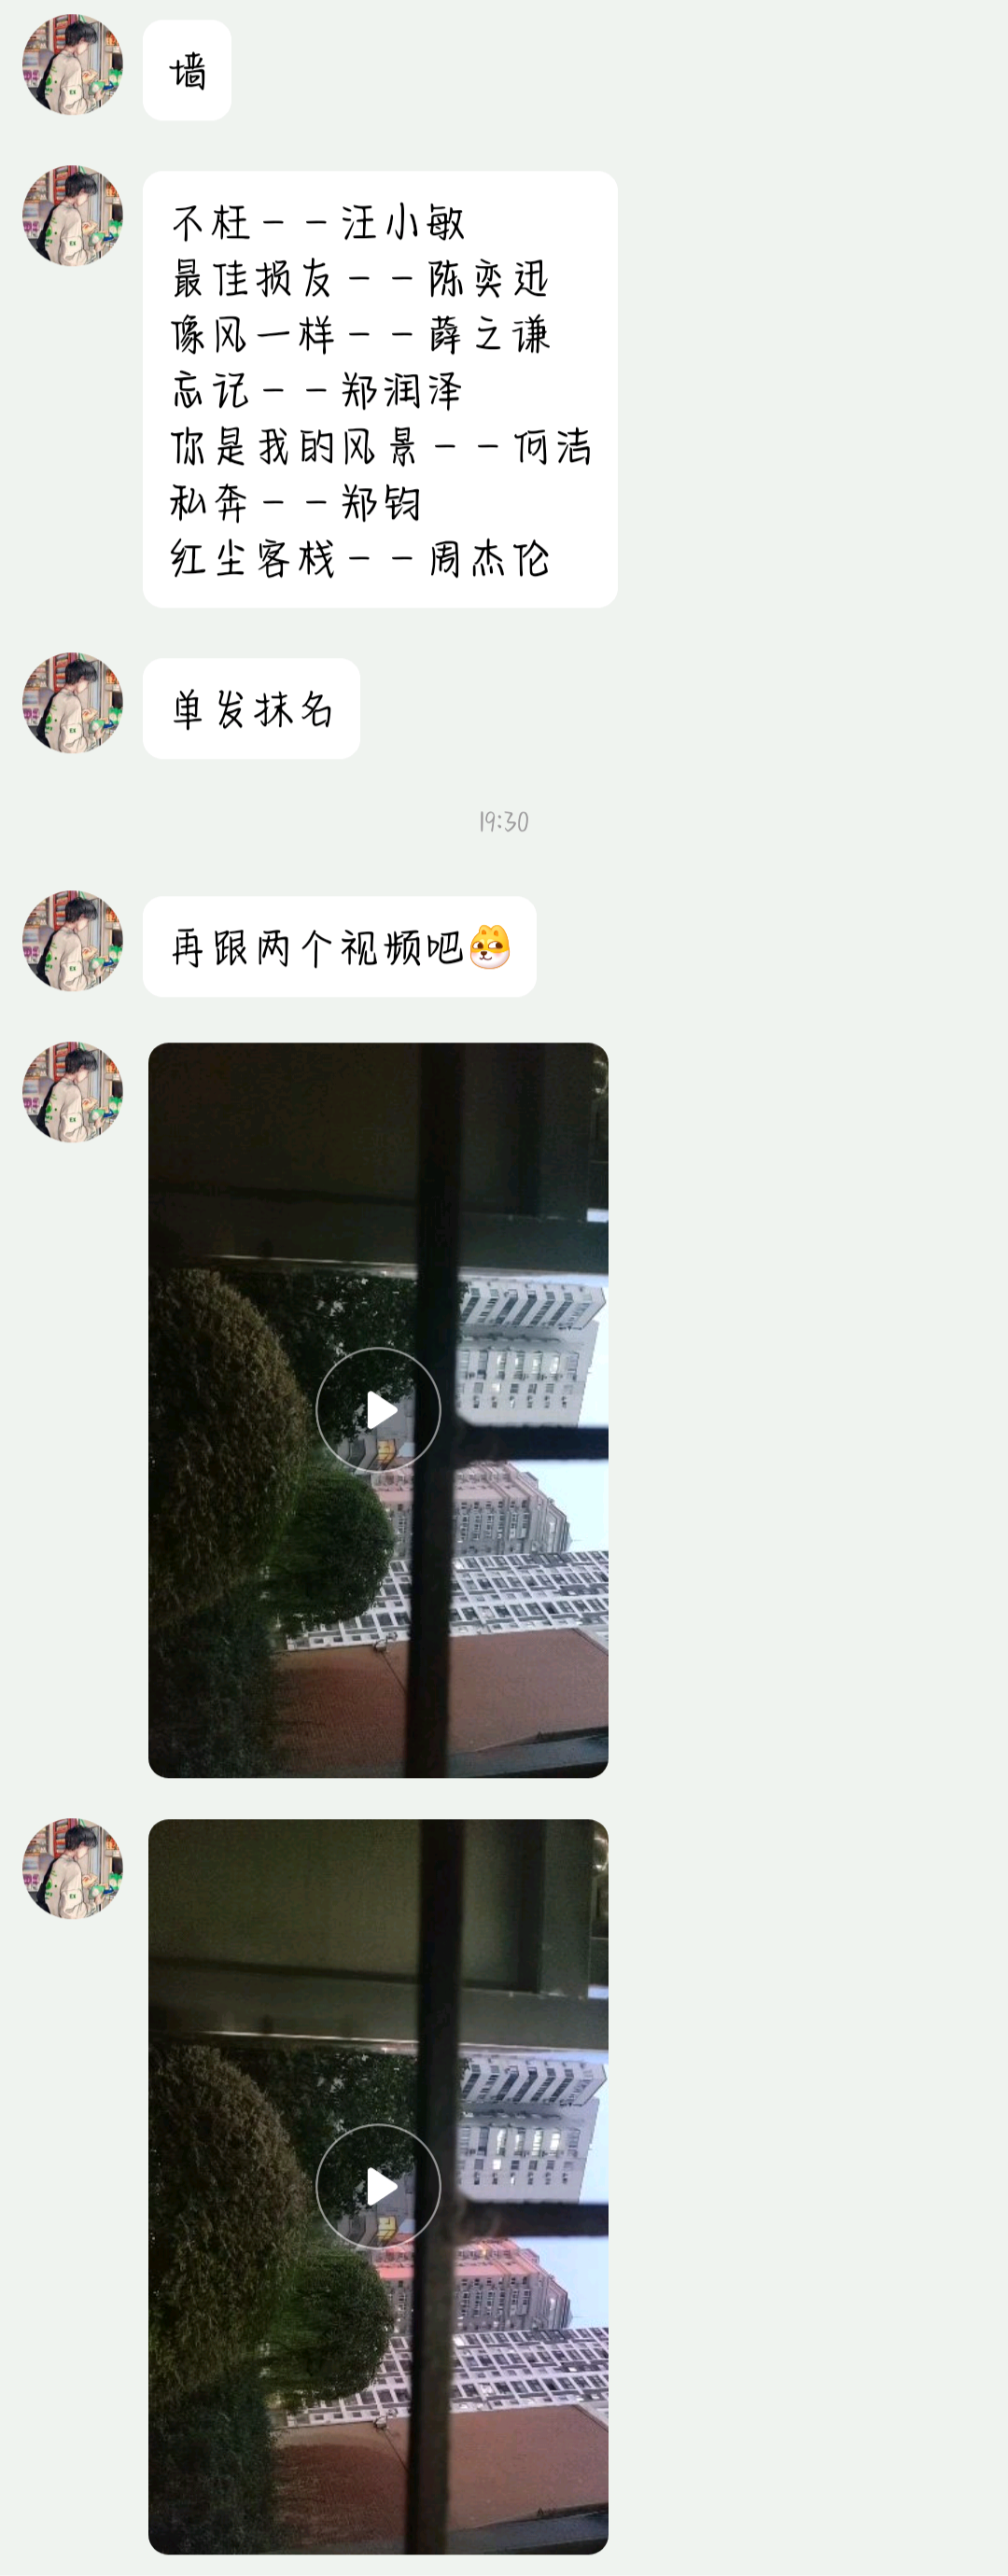 墙
不枉－－汪小敏
最佳损友－－陈奕迅
像风一样－－薛之谦
忘记－－郑润泽
你是我的风景－－何洁
私奔－－郑钧
红尘客栈－－周杰伦
单发抹名
19:30
再跟两个视频吧